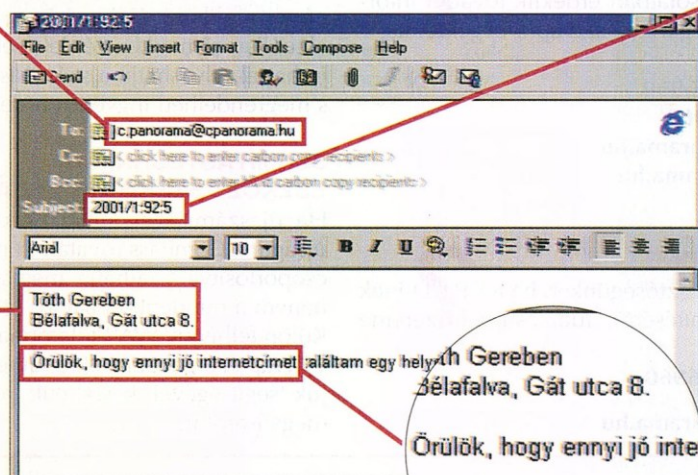 2001/1:92:5
File Edit View Insert Format Tools Compose Help
Send
To: c.panorama@cpanorama.hu
Cc: < click here to enter carbon copy recipients >
Bcc: < click here to enter blind carbon copy recipients >
Subject: 2001/1:92:5
Arial 10 B I U
Tóth Gereben
Bélafalva, Gát utca 8.
Örülök, hogy ennyi jó internetcímet találtam egy hely
th Gereben
Bélafalva, Gát utca 8.
Örülök, hogy ennyi jó inte